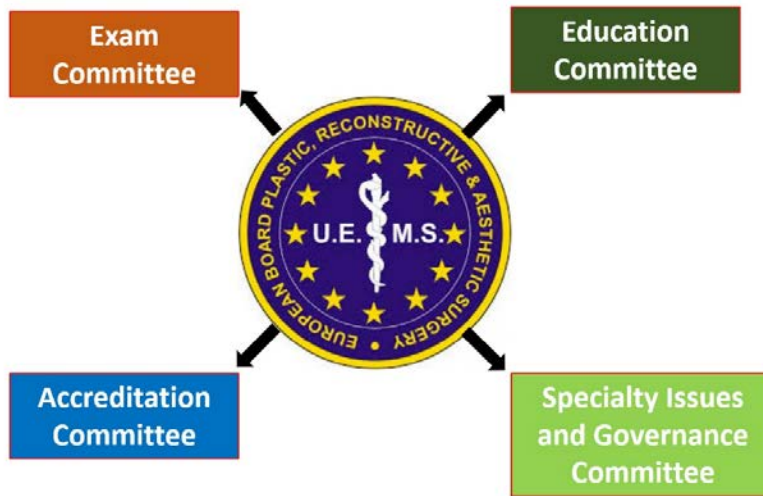 Exam
Committee
Education
Committee
EUROPEAN BOARD PLASTIC, RECONSTRUCTIVE & AESTHETIC SURGERY •
U.E. M.S.
Accreditation
Committee
Specialty Issues
and Governance
Committee